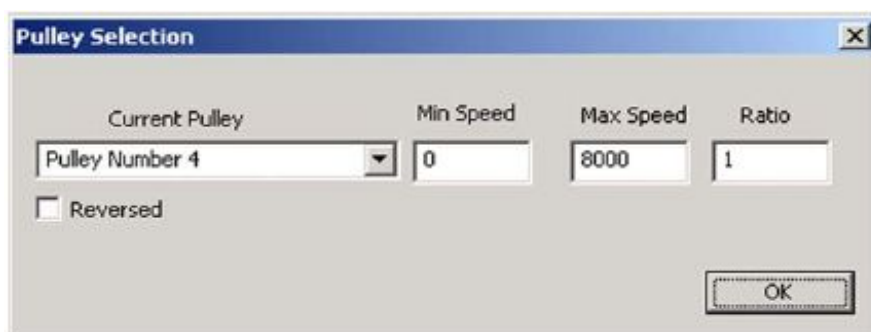 Pulley Selection
Current Pulley Min Speed Max Speed Ratio
Pulley Number 4 0 8000 1
Reversed
OK